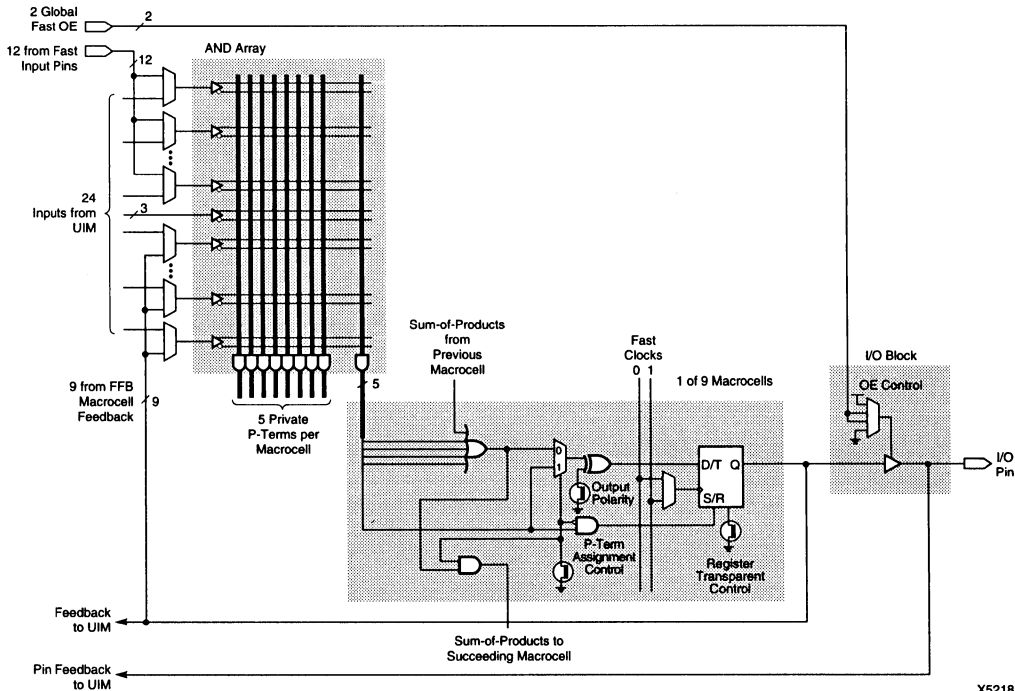 2 Global
Fast OE
2
12 from Fast
Input Pins
12
AND Array
24
Inputs from
UIM
3
9 from FFB
Macrocell
Feedback
9
5 Private
P-Terms per
Macrocell
5
Sum-of-Products
from
Previous
Macrocell
Fast
Clocks
0 1
1 of 9 Macrocells
I/O Block
OE Control
I/O
Pin
0
1
D/T Q
S/R
Output
Polarity
P-Term
Assignment
Control
Register
Transparent
Control
Feedback
to UIM
Sum-of-Products to
Succeeding Macrocell
Pin Feedback
to UIM
X5218